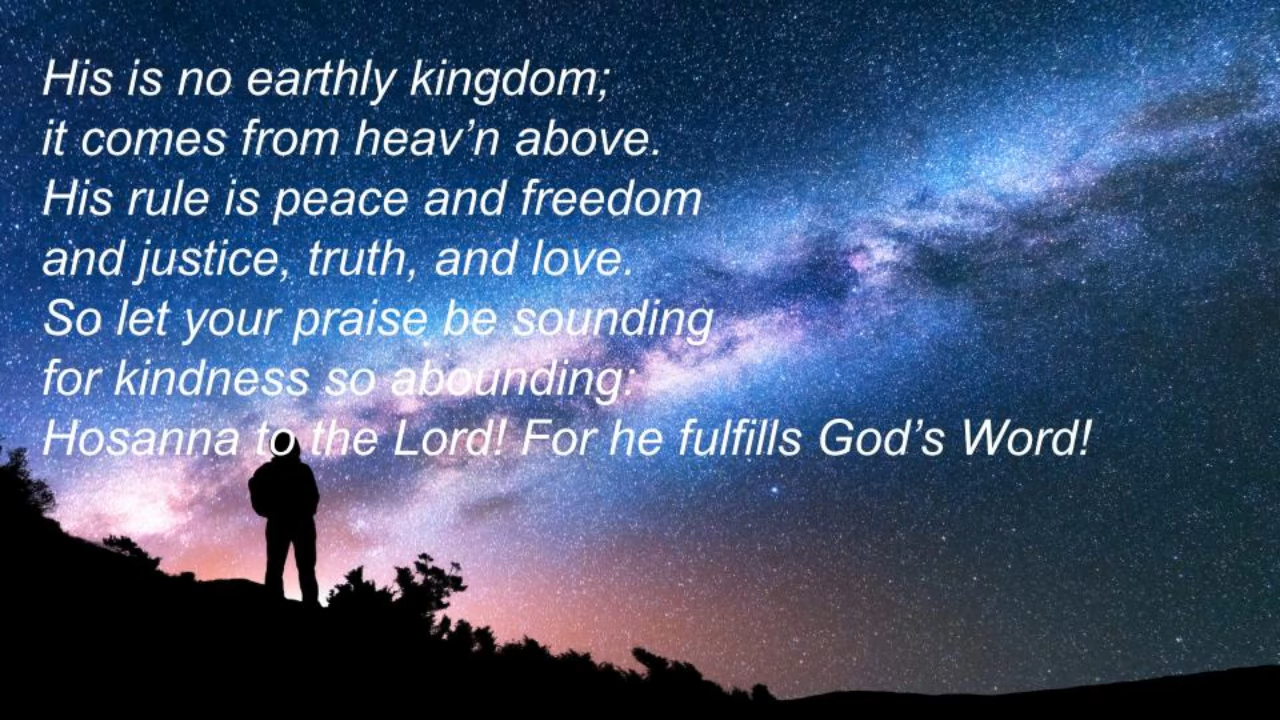 His is no earthly kingdom;
it comes from heav’n above.
His rule is peace and freedom
and justice, truth, and love.
So let your praise be sounding
for kindness so abounding:
Hosanna to the Lord! For he fulfills God’s Word!